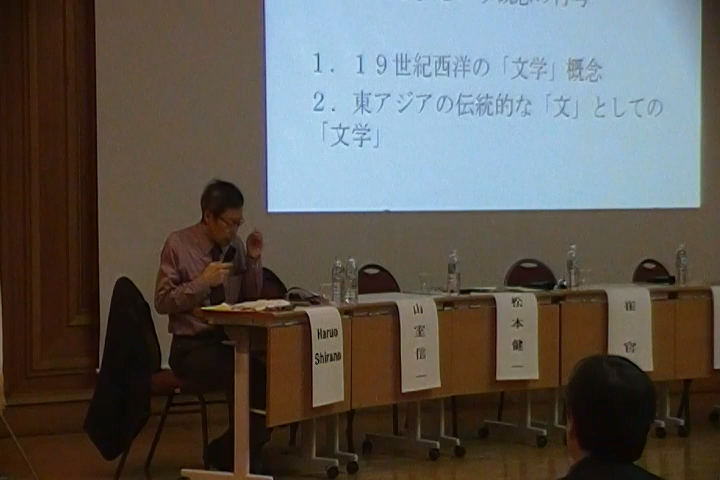 １．１９世紀西洋の「文学」概念
２．東アジアの伝統的な「文」としての
「文学」
Haruo
Shirane
山室信一
松本健一
官